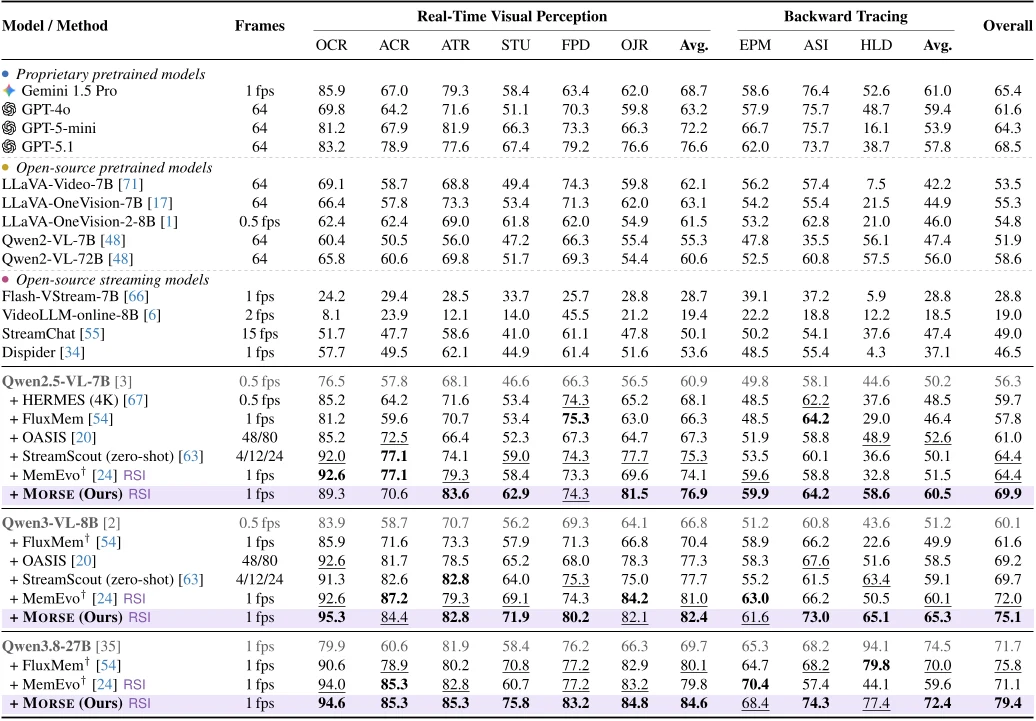 Model / Method Frames Real-Time Visual Perception Backward Tracing Overall
OCR ACR ATR STU FPD OJR Avg. EPM ASI HLD Avg.
• Proprietary pretrained models
Gemini 1.5 Pro 1 fps 85.9 67.0 79.3 58.4 63.4 62.0 68.7 58.6 76.4 52.6 61.0 65.4
GPT-4o 64 69.8 64.2 71.6 51.1 70.3 59.8 63.2 57.9 75.7 48.7 59.4 61.6
GPT-5-mini 64 81.2 67.9 81.9 66.3 73.3 66.3 72.2 66.7 75.7 16.1 53.9 64.3
GPT-5.1 64 83.2 78.9 77.6 67.4 79.2 76.6 76.6 62.0 73.7 38.7 57.8 68.5
• Open-source pretrained models
LLaVA-Video-7B [71] 64 69.1 58.7 68.8 49.4 74.3 59.8 62.1 56.2 57.4 7.5 42.2 53.5
LLaVA-OneVision-7B [17] 64 66.4 57.8 73.3 53.4 71.3 62.0 63.1 54.2 55.4 21.5 44.9 55.3
LLaVA-OneVision-2-8B [1] 0.5 fps 62.4 62.4 69.0 61.8 62.0 54.9 61.5 53.2 62.8 21.0 46.0 54.8
Qwen2-VL-7B [48] 64 60.4 50.5 56.0 47.2 66.3 55.4 55.3 47.8 35.5 56.1 47.4 51.9
Qwen2-VL-72B [48] 64 65.8 60.6 69.8 51.7 69.3 54.4 60.6 52.5 60.8 57.5 56.0 58.6
• Open-source streaming models
Flash-VStream-7B [66] 1 fps 24.2 29.4 28.5 33.7 25.7 28.8 28.7 39.1 37.2 5.9 28.8 28.8
VideoLLM-online-8B [6] 2 fps 8.1 23.9 12.1 14.0 45.5 21.2 19.4 22.2 18.8 12.2 18.5 19.0
StreamChat [55] 15 fps 51.7 47.7 58.6 41.0 61.1 47.8 50.1 50.2 54.1 37.6 47.4 49.0
Dispider [34] 1 fps 57.7 49.5 62.1 44.9 61.4 51.6 53.6 48.5 55.4 4.3 37.1 46.5
Qwen2.5-VL-7B [3] 0.5 fps 76.5 57.8 68.1 46.6 66.3 56.5 60.9 49.8 58.1 44.6 50.2 56.3
+ HERMES (4K) [67] 0.5 fps 85.2 64.2 71.6 53.4 74.3 65.2 68.1 48.5 62.2 37.6 48.5 59.7
+ FluxMem [54] 1 fps 81.2 59.6 70.7 53.4 75.3 63.0 66.3 48.5 64.2 29.0 46.4 57.8
+ OASIS [20] 48/80 85.2 72.5 66.4 52.3 67.3 64.7 67.3 51.9 58.8 48.9 52.6 61.0
+ StreamScout (zero-shot) [63] 4/12/24 92.0 77.1 74.1 59.0 74.3 77.7 75.3 53.5 60.1 36.6 50.1 64.4
+ MemEvo† [24] RSI 1 fps 92.6 77.1 79.3 58.4 73.3 69.6 74.1 59.6 58.8 32.8 51.5 64.4
+ MORSE (Ours) RSI 1 fps 89.3 70.6 83.6 62.9 74.3 81.5 76.9 59.9 64.2 58.6 60.5 69.9
Qwen3-VL-8B [2] 0.5 fps 83.9 58.7 70.7 56.2 69.3 64.1 66.8 51.2 60.8 43.6 51.2 60.1
+ FluxMem† [54] 1 fps 85.9 71.6 73.3 57.9 71.3 66.8 70.4 58.9 66.2 22.6 49.9 61.6
+ OASIS [20] 48/80 92.6 81.7 78.5 65.2 68.0 78.3 77.3 58.3 67.6 51.6 58.5 69.2
+ StreamScout (zero-shot) [63] 4/12/24 91.3 82.6 82.8 64.0 75.3 75.0 77.7 55.2 61.5 63.4 59.1 69.7
+ MemEvo† [24] RSI 1 fps 92.6 87.2 79.3 69.1 74.3 84.2 81.0 63.0 66.2 50.5 60.1 72.0
+ MORSE (Ours) RSI 1 fps 95.3 84.4 82.8 71.9 80.2 82.1 82.4 61.6 73.0 65.1 65.3 75.1
Qwen3.8-27B [35] 1 fps 79.9 60.6 81.9 58.4 76.2 66.3 69.7 65.3 68.2 94.1 74.5 71.7
+ FluxMem† [54] 1 fps 90.6 78.9 80.2 70.8 77.2 82.9 80.1 64.7 68.2 79.8 70.0 75.8
+ MemEvo† [24] RSI 1 fps 94.0 85.3 82.8 60.7 77.2 83.2 79.8 70.4 57.4 44.1 59.6 71.1
+ MORSE (Ours) RSI 1 fps 94.6 85.3 85.3 75.8 83.2 84.8 84.6 68.4 74.3 77.4 72.4 79.4